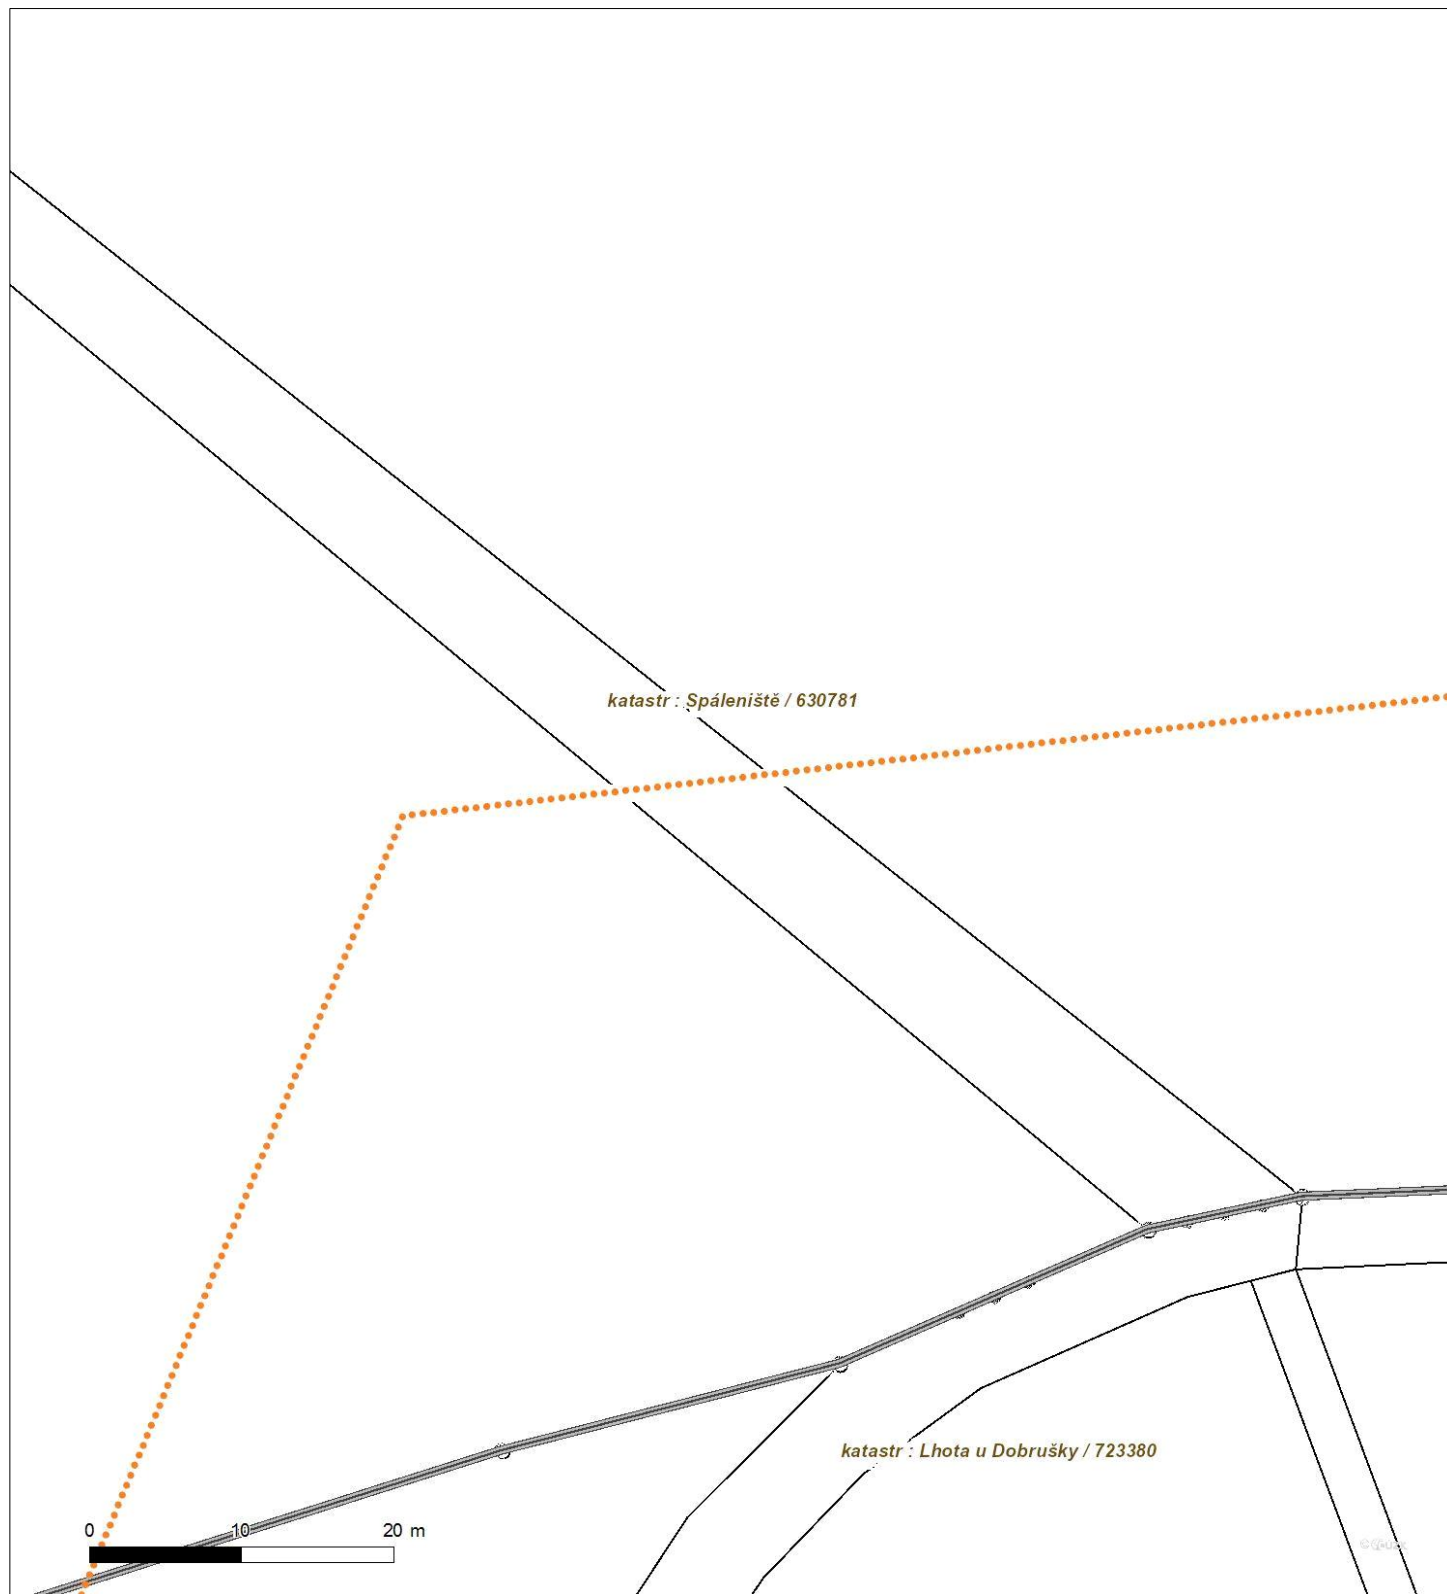 katastr : Spáleniště / 630781
katastr : Lhota u Dobrušky / 723380
0 10 20 m